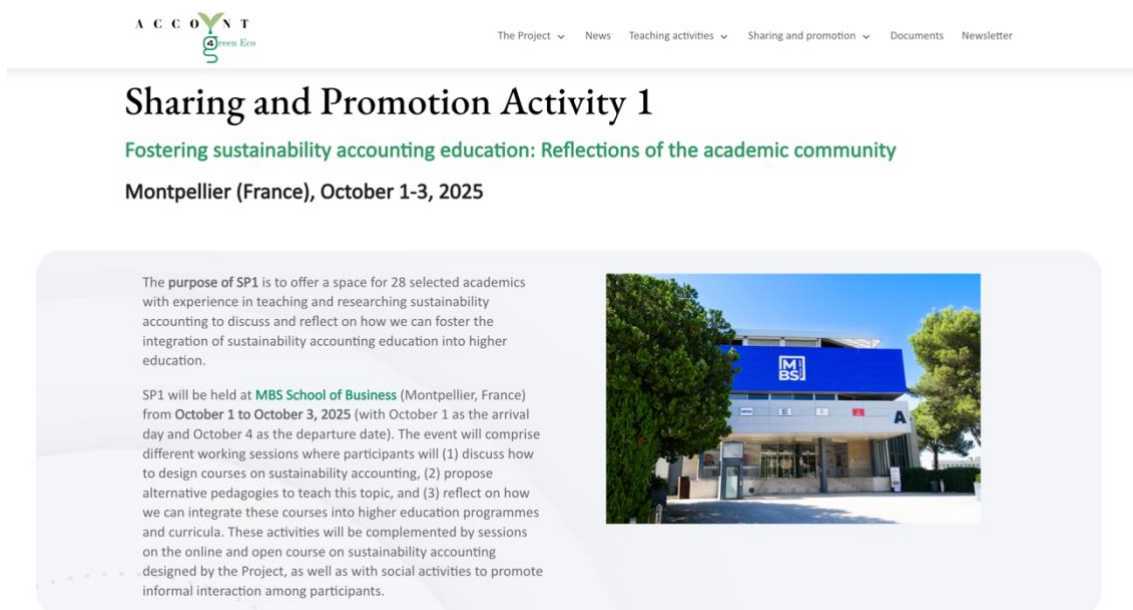 ACCOUNT
4Green Eco
The Project
News
Teaching activities
Sharing and promotion
Documents
Newsletter
Sharing and Promotion Activity 1
Fostering sustainability accounting education: Reflections of the academic community
Montpellier (France), October 1-3, 2025
The purpose of SP1 is to offer a space for 28 selected academics
with experience in teaching and researching sustainability
accounting to discuss and reflect on how we can foster the
integration of sustainability accounting education into higher
education.
SP1 will be held at MBS School of Business (Montpellier, France)
from October 1 to October 3, 2025 (with October 1 as the arrival
day and October 4 as the departure date). The event will comprise
different working sessions where participants will (1) discuss how
to design courses on sustainability accounting, (2) propose
alternative pedagogies to teach this topic, and (3) reflect on how
we can integrate these courses into higher education programmes
and curricula. These activities will be complemented by sessions
on the online and open course on sustainability accounting
designed by the Project, as well as with social activities to promote
informal interaction among participants.
MBS
A